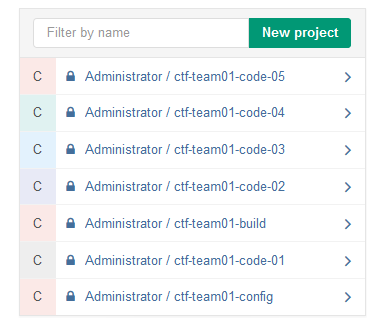 Filter by name New project
C Administrator / ctf-team01-code-05
C Administrator / ctf-team01-code-04
C Administrator / ctf-team01-code-03
C Administrator / ctf-team01-code-02
C Administrator / ctf-team01-build
C Administrator / ctf-team01-code-01
C Administrator / ctf-team01-config